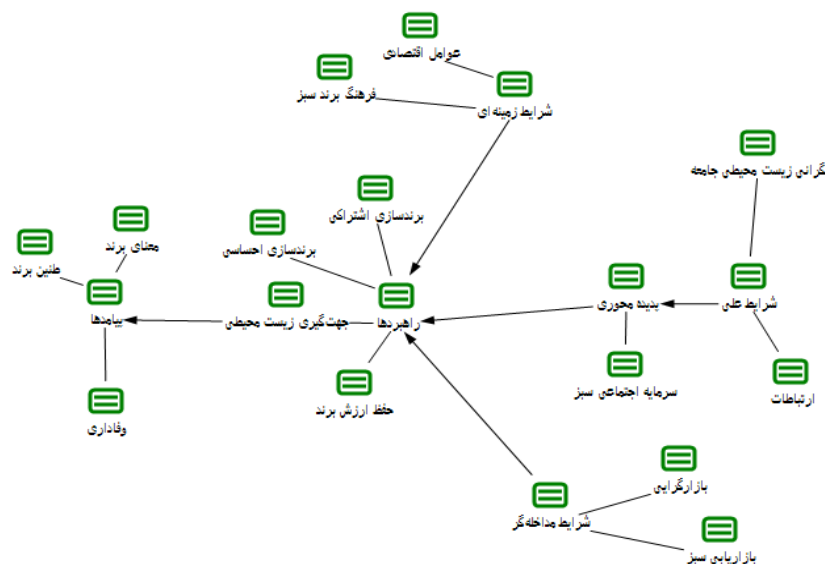 عوامل اقتصادی
فرهنگ برند سبز
شرایط زمینه ای
نگرانی زیست محیطی جامعه
برندسازی اشتراکی
معنای برند
برندسازی احساسی
طنین برند
پدیده محوری
شرایط علی
پیامدها
جهت‌گیری زیست محیطی
راهبردها
حفظ ارزش برند
سرمایه اجتماعی سبز
ارتباطات
وفاداری
بازارگرایی
شرایط مداخله‌گر
بازاریابی سبز